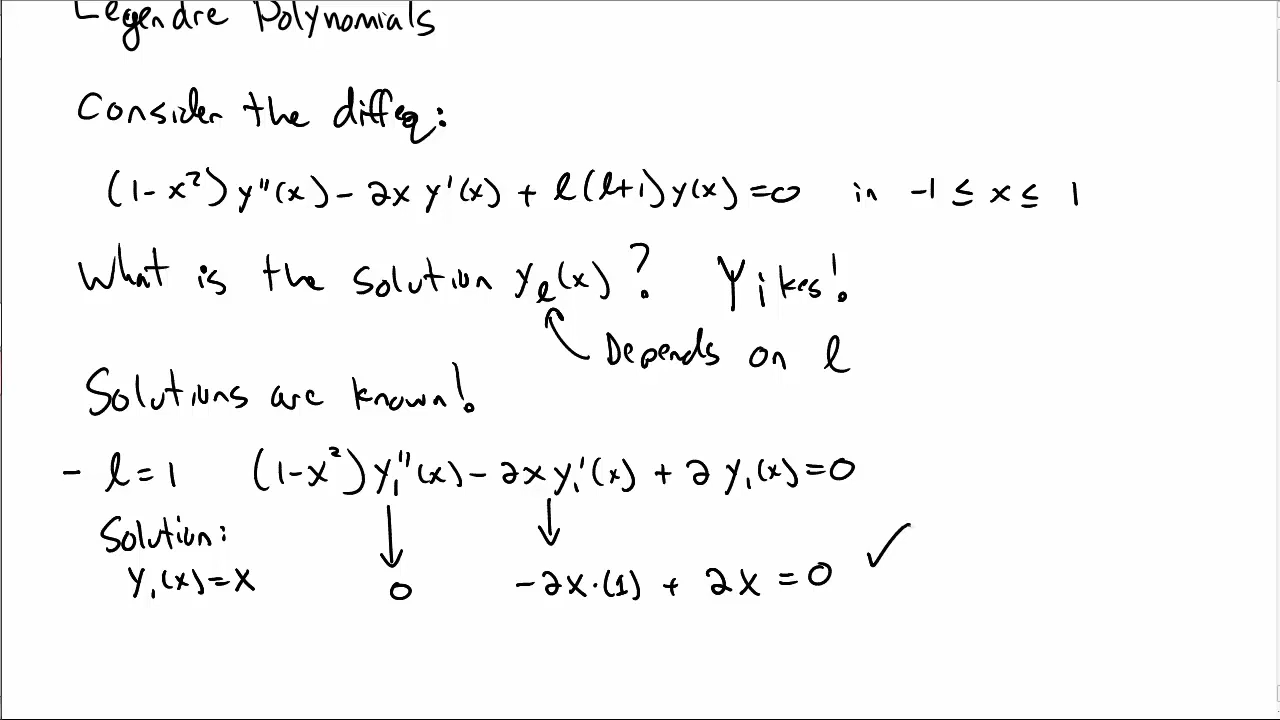 Legendre Polynomials
Consider the diffeq:
(1-x²) y''(x) - 2x y'(x) + l(l+1) y(x) = 0 in -1 ≤ x ≤ 1
What is the solution yₗ(x)? Yikes!
Depends on l
Solutions are known!
- l = 1 (1-x²) y₁''(x) - 2x y₁'(x) + 2 y₁(x) = 0
Solution:
y₁(x) = x 0 -2x·(1) + 2x = 0 ✓